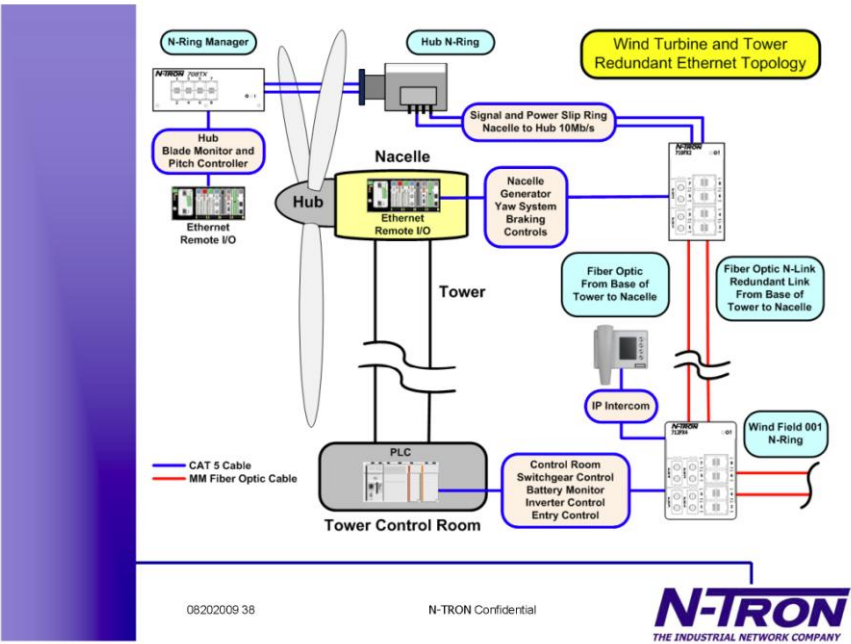 N-Ring Manager
Hub N-Ring
Wind Turbine and Tower
Redundant Ethernet Topology
N-TRON 708TX
Signal and Power Slip Ring
Nacelle to Hub 10Mb/s
Hub
Blade Monitor and
Pitch Controller
Ethernet
Remote I/O
Nacelle
Hub
Ethernet
Remote I/O
Nacelle
Generator
Yaw System
Braking
Controls
N-TRON
Tower
Fiber Optic
From Base of
Tower to Nacelle
Fiber Optic N-Link
Redundant Link
From Base of
Tower to Nacelle
IP Intercom
N-TRON
Wind Field 001
N-Ring
CAT 5 Cable
MM Fiber Optic Cable
PLC
Tower Control Room
Control Room
Switchgear Control
Battery Monitor
Inverter Control
Entry Control
08202009 38
N-TRON Confidential
N-TRON
THE INDUSTRIAL NETWORK COMPANY